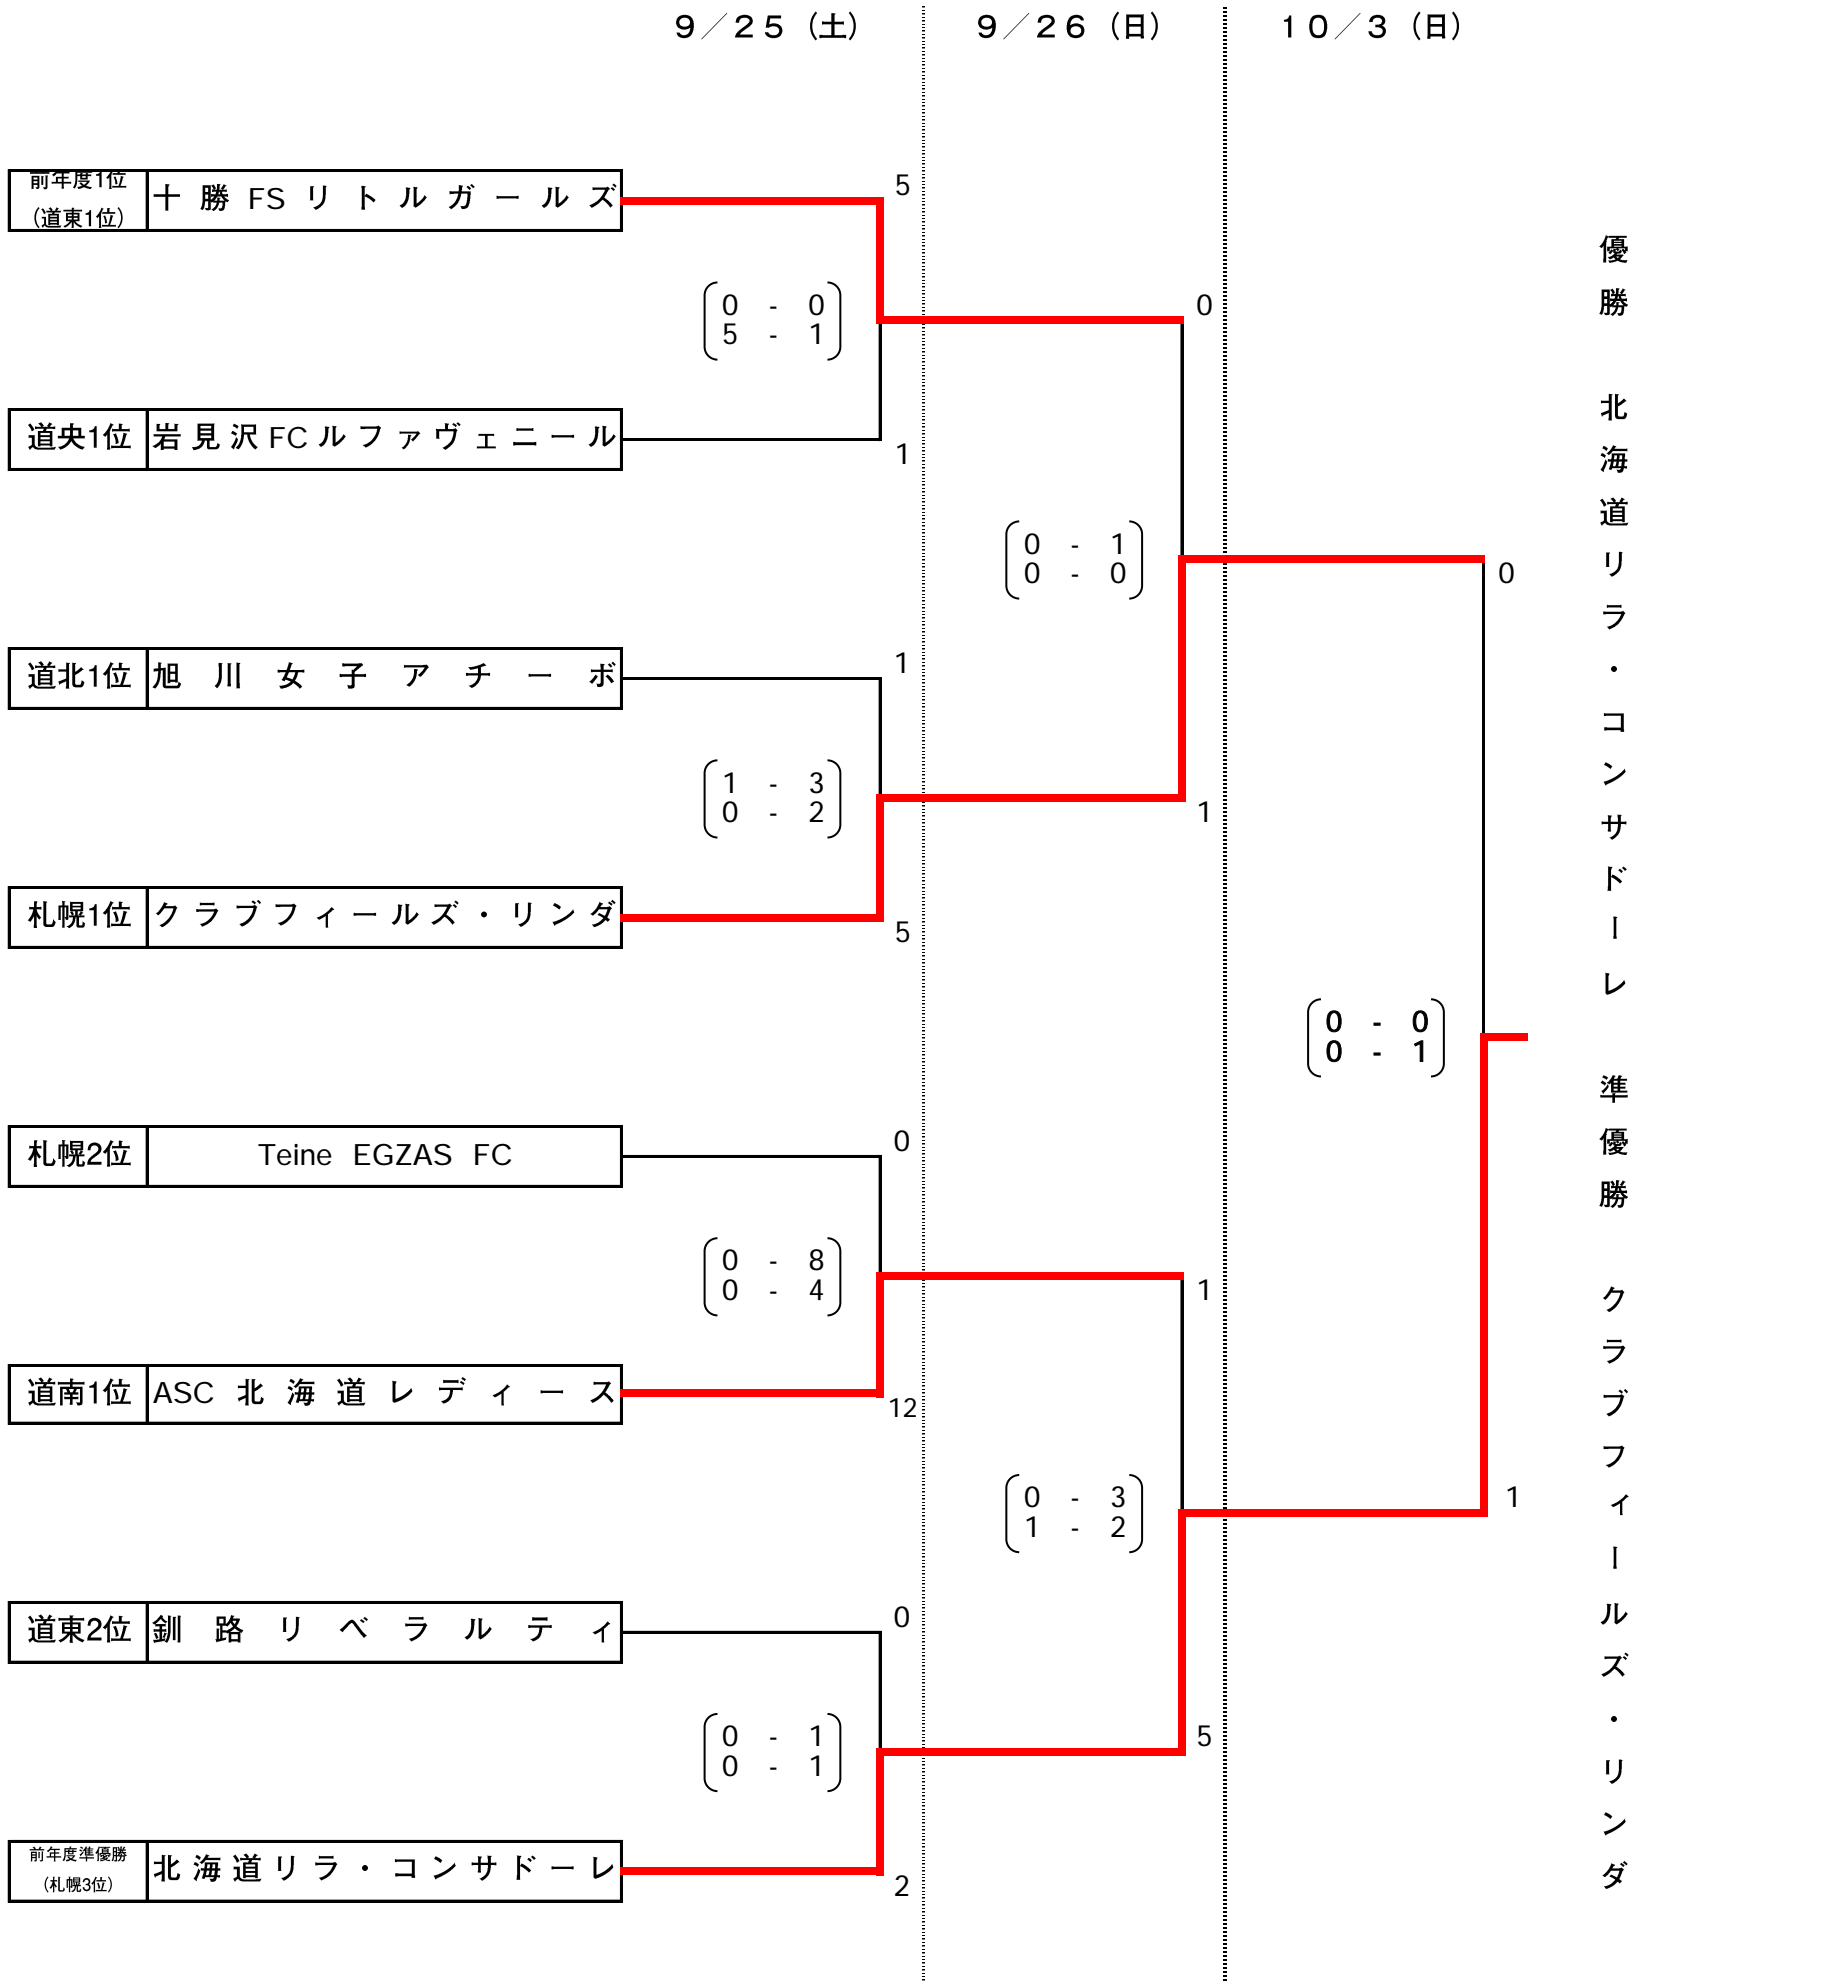 9／25（土） 9／26（日） 10／3（日）
前年度1位
（道東1位）
十勝FSリトルガールズ
5
0 - 0
5 - 1
0
道央1位 岩見沢FCルファヴェニール
1
0 - 1
0 - 0
0
道北1位 旭川女子アチーボ
1
1 - 3
0 - 2
1
札幌1位 クラブフィールズ・リンダ
5
0 - 0
0 - 1
札幌2位 Teine EGZAS FC
0
0 - 8
0 - 4
1
道南1位 ASC北海道レディース
12
0 - 3
1 - 2
1
道東2位 釧路リベラルティ
0
0 - 1
0 - 1
5
前年度準優勝
（札幌3位）
北海道リラ・コンサドーレ
2
優勝 北海道リラ・コンサドーレ 準優勝 クラブフィールズ・リンダ